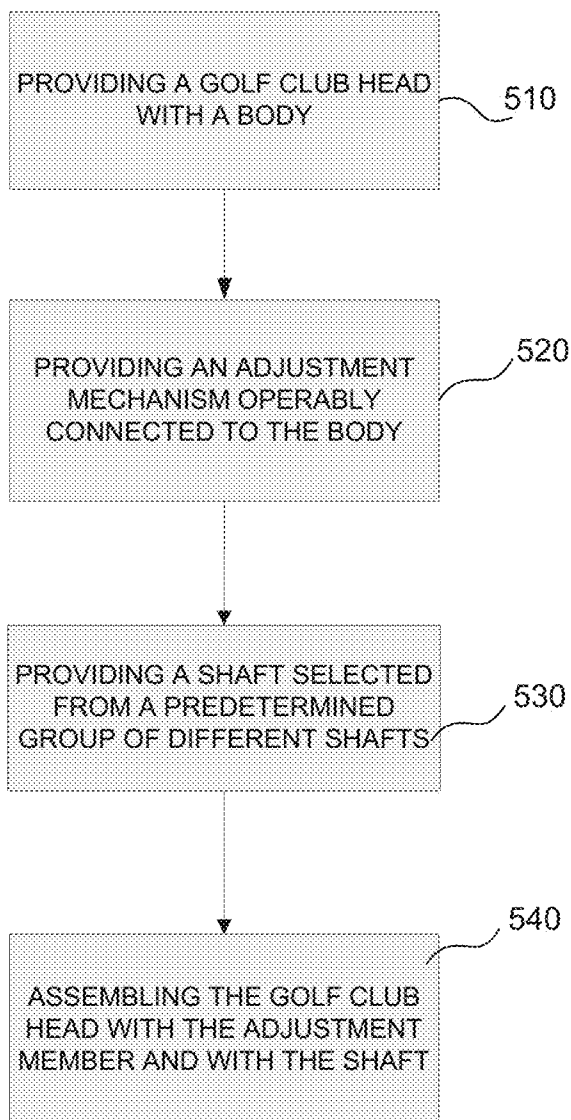 PROVIDING A GOLF CLUB HEAD
WITH A BODY
510
PROVIDING AN ADJUSTMENT
MECHANISM OPERABLY
CONNECTED TO THE BODY
520
PROVIDING A SHAFT SELECTED
FROM A PREDETERMINED
GROUP OF DIFFERENT SHAFTS
530
ASSEMBLING THE GOLF CLUB
HEAD WITH THE ADJUSTMENT
MEMBER AND WITH THE SHAFT
540